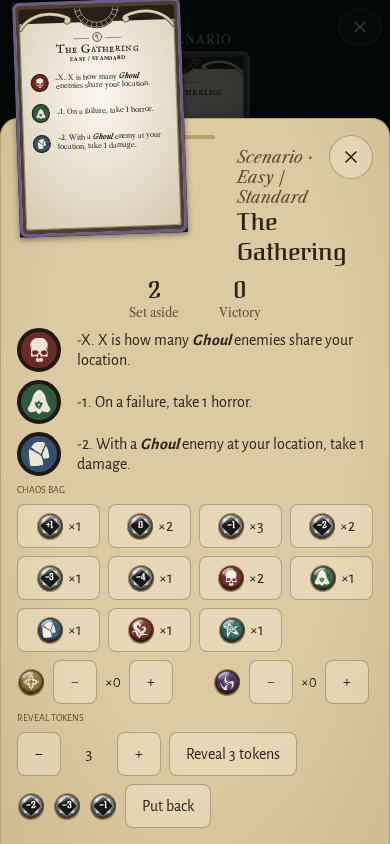 ENARIO
HERING
The Gathering
EASY / STANDARD
-X. X is how many Ghoul
enemies share your location.
-1. On a failure, take 1 horror.
-2. With a Ghoul enemy at your
location, take 1 damage.
Scenario ·
Easy /
Standard
The
Gathering
2
Set aside
0
Victory
-X. X is how many Ghoul enemies share your
location.
-1. On a failure, take 1 horror.
-2. With a Ghoul enemy at your location, take 1
damage.
CHAOS BAG
+1 ×1
0 ×2
-1 ×3
-2 ×2
-3 ×1
-4 ×1
×2
×1
×1
×1
×1
− ×0 +
− ×0 +
REVEAL TOKENS
− 3 + Reveal 3 tokens
-2 -3 -1 Put back